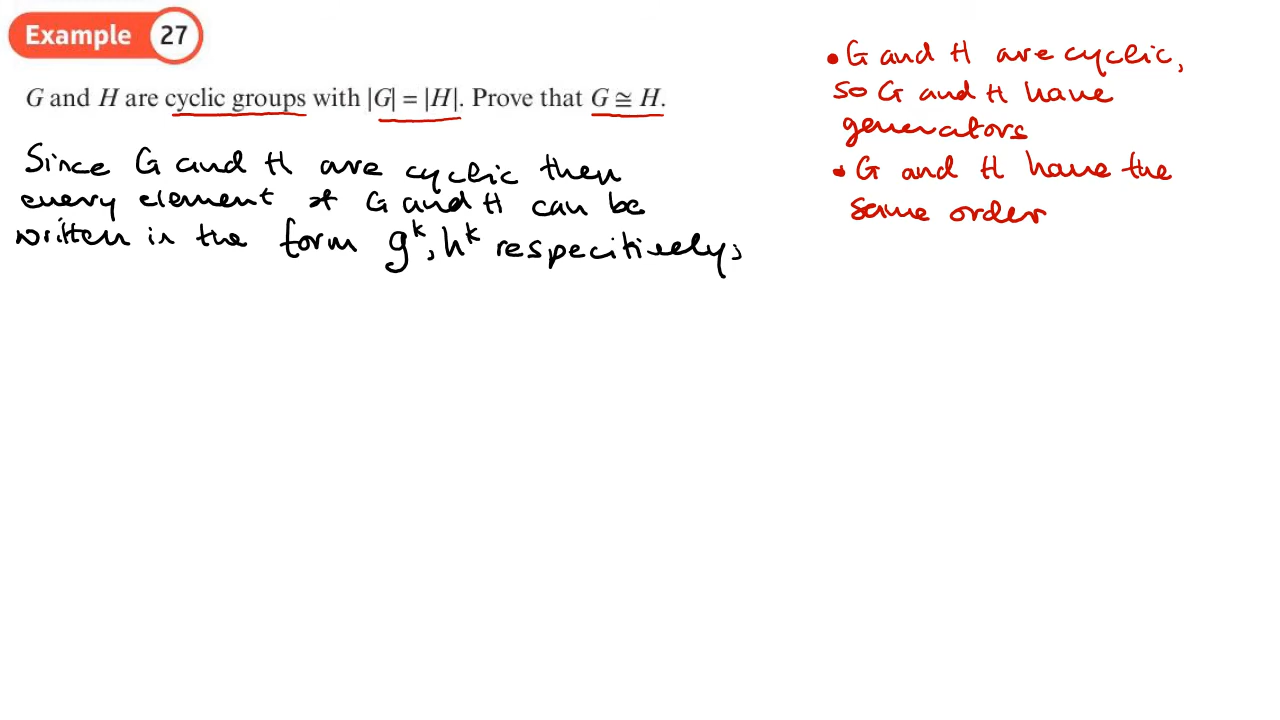 Example 27
G and H are cyclic groups with |G| = |H|. Prove that G ≅ H.
Since G and H are cyclic then
every element of G and H can be
written in the form g^k, h^k respecitively,
• G and H are cyclic,
so G and H have
generators
• G and H have the
same order